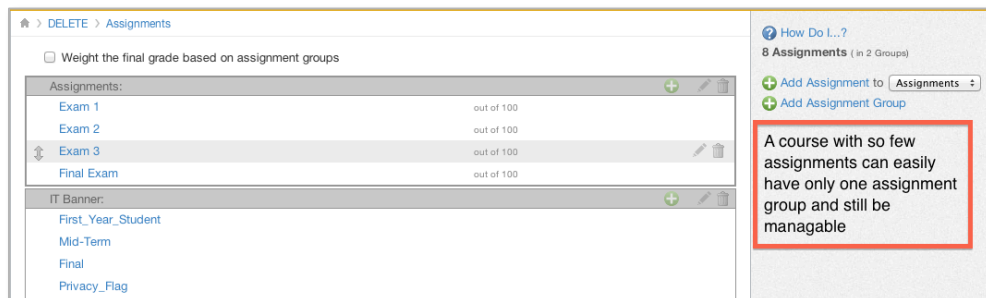 DELETE > Assignments
Weight the final grade based on assignment groups
Assignments:
Exam 1 out of 100
Exam 2 out of 100
Exam 3 out of 100
Final Exam out of 100
IT Banner:
First_Year_Student
Mid-Term
Final
Privacy_Flag
How Do I...?
8 Assignments ( in 2 Groups)
Add Assignment to Assignments
Add Assignment Group
A course with so few
assignments can easily
have only one assignment
group and still be
managable